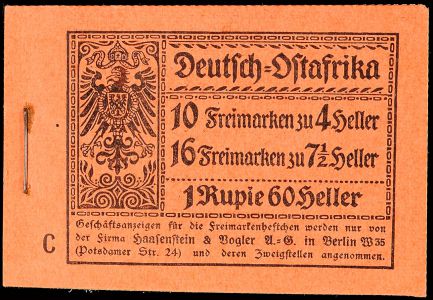 Deutsch-Ostafrika
10 Freimarken zu 4 Heller
16 Freimarken zu 7½ Heller
1 Rupie 60 Heller
Geschäftsanzeigen für die Freimarkenheftchen werden nur von
der Firma Haasenstein & Vogler A.-G. in Berlin W 35
(Potsdamer Str. 24) und deren Zweigstellen angenommen.
C